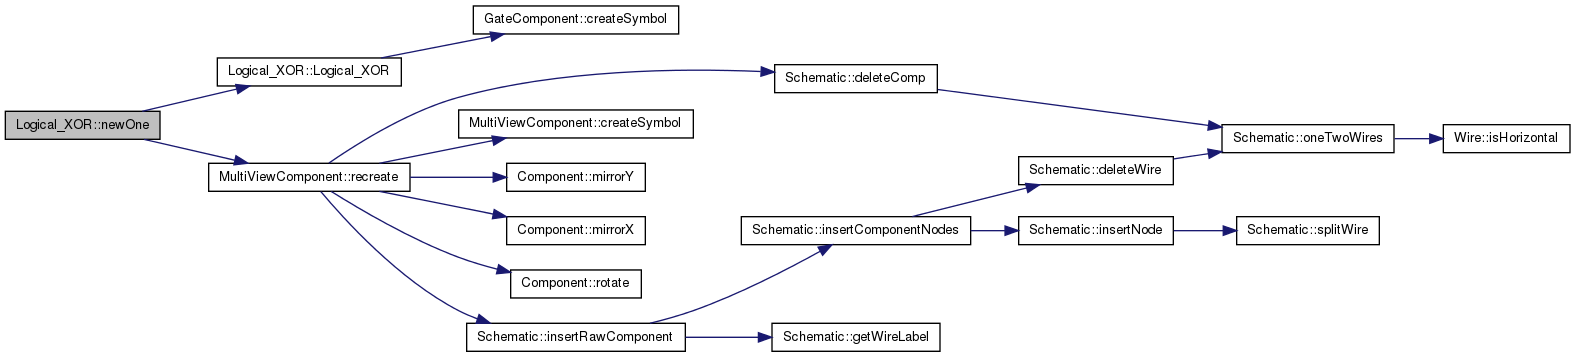 GateComponent::createSymbol
Logical_XOR::Logical_XOR
Schematic::deleteComp
Logical_XOR::newOne
MultiViewComponent::createSymbol
Schematic::oneTwoWires
Wire::isHorizontal
MultiViewComponent::recreate
Component::mirrorY
Schematic::deleteWire
Component::mirrorX
Schematic::insertComponentNodes
Schematic::insertNode
Schematic::splitWire
Component::rotate
Schematic::insertRawComponent
Schematic::getWireLabel